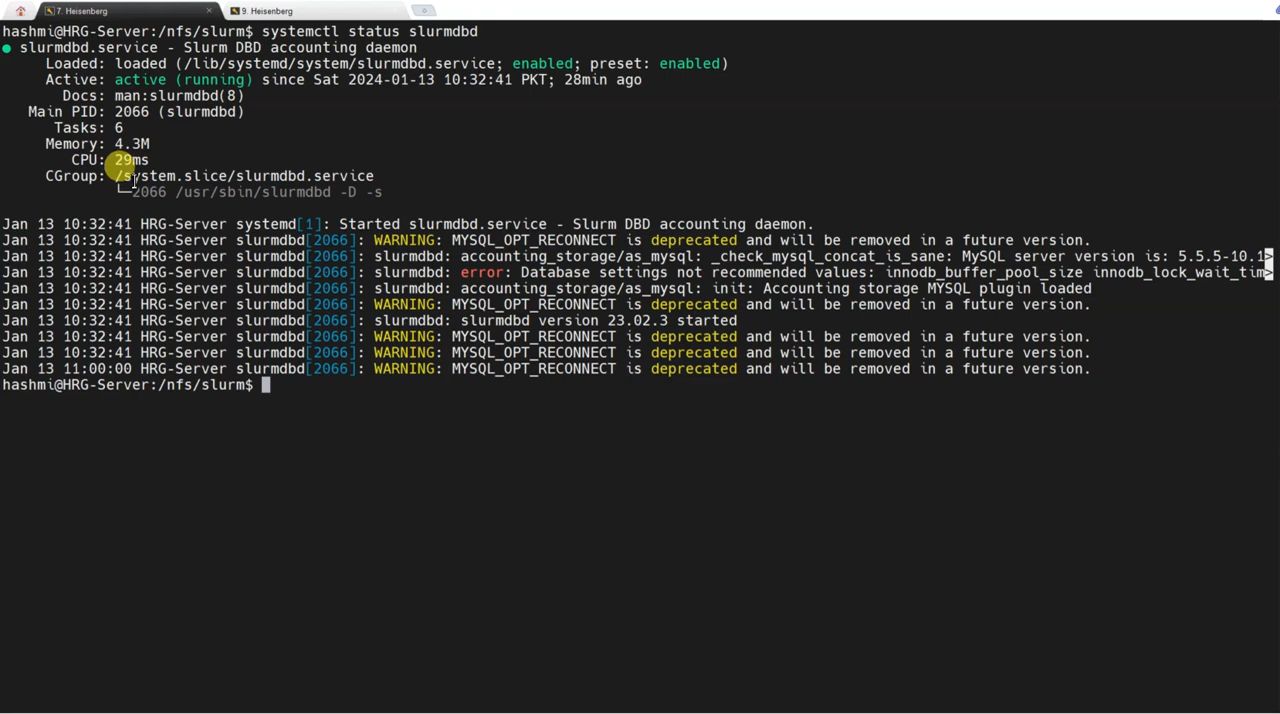 7. Heisenberg
9. Heisenberg
hashmi@HRG-Server:/nfs/slurm$ systemctl status slurmdbd
● slurmdbd.service - Slurm DBD accounting daemon
Loaded: loaded (/lib/systemd/system/slurmdbd.service; enabled; preset: enabled)
Active: active (running) since Sat 2024-01-13 10:32:41 PKT; 28min ago
Docs: man:slurmdbd(8)
Main PID: 2066 (slurmdbd)
Tasks: 6
Memory: 4.3M
CPU: 29ms
CGroup: /system.slice/slurmdbd.service
└─2066 /usr/sbin/slurmdbd -D -s
Jan 13 10:32:41 HRG-Server systemd[1]: Started slurmdbd.service - Slurm DBD accounting daemon.
Jan 13 10:32:41 HRG-Server slurmdbd[2066]: WARNING: MYSQL_OPT_RECONNECT is deprecated and will be removed in a future version.
Jan 13 10:32:41 HRG-Server slurmdbd[2066]: slurmdbd: accounting_storage/as_mysql: _check_mysql_concat_is_sane: MySQL server version is: 5.5.5-10.1>
Jan 13 10:32:41 HRG-Server slurmdbd[2066]: slurmdbd: error: Database settings not recommended values: innodb_buffer_pool_size innodb_lock_wait_tim>
Jan 13 10:32:41 HRG-Server slurmdbd[2066]: slurmdbd: accounting_storage/as_mysql: init: Accounting storage MYSQL plugin loaded
Jan 13 10:32:41 HRG-Server slurmdbd[2066]: WARNING: MYSQL_OPT_RECONNECT is deprecated and will be removed in a future version.
Jan 13 10:32:41 HRG-Server slurmdbd[2066]: slurmdbd: slurmdbd version 23.02.3 started
Jan 13 10:32:41 HRG-Server slurmdbd[2066]: WARNING: MYSQL_OPT_RECONNECT is deprecated and will be removed in a future version.
Jan 13 10:32:41 HRG-Server slurmdbd[2066]: WARNING: MYSQL_OPT_RECONNECT is deprecated and will be removed in a future version.
Jan 13 11:00:00 HRG-Server slurmdbd[2066]: WARNING: MYSQL_OPT_RECONNECT is deprecated and will be removed in a future version.
hashmi@HRG-Server:/nfs/slurm$